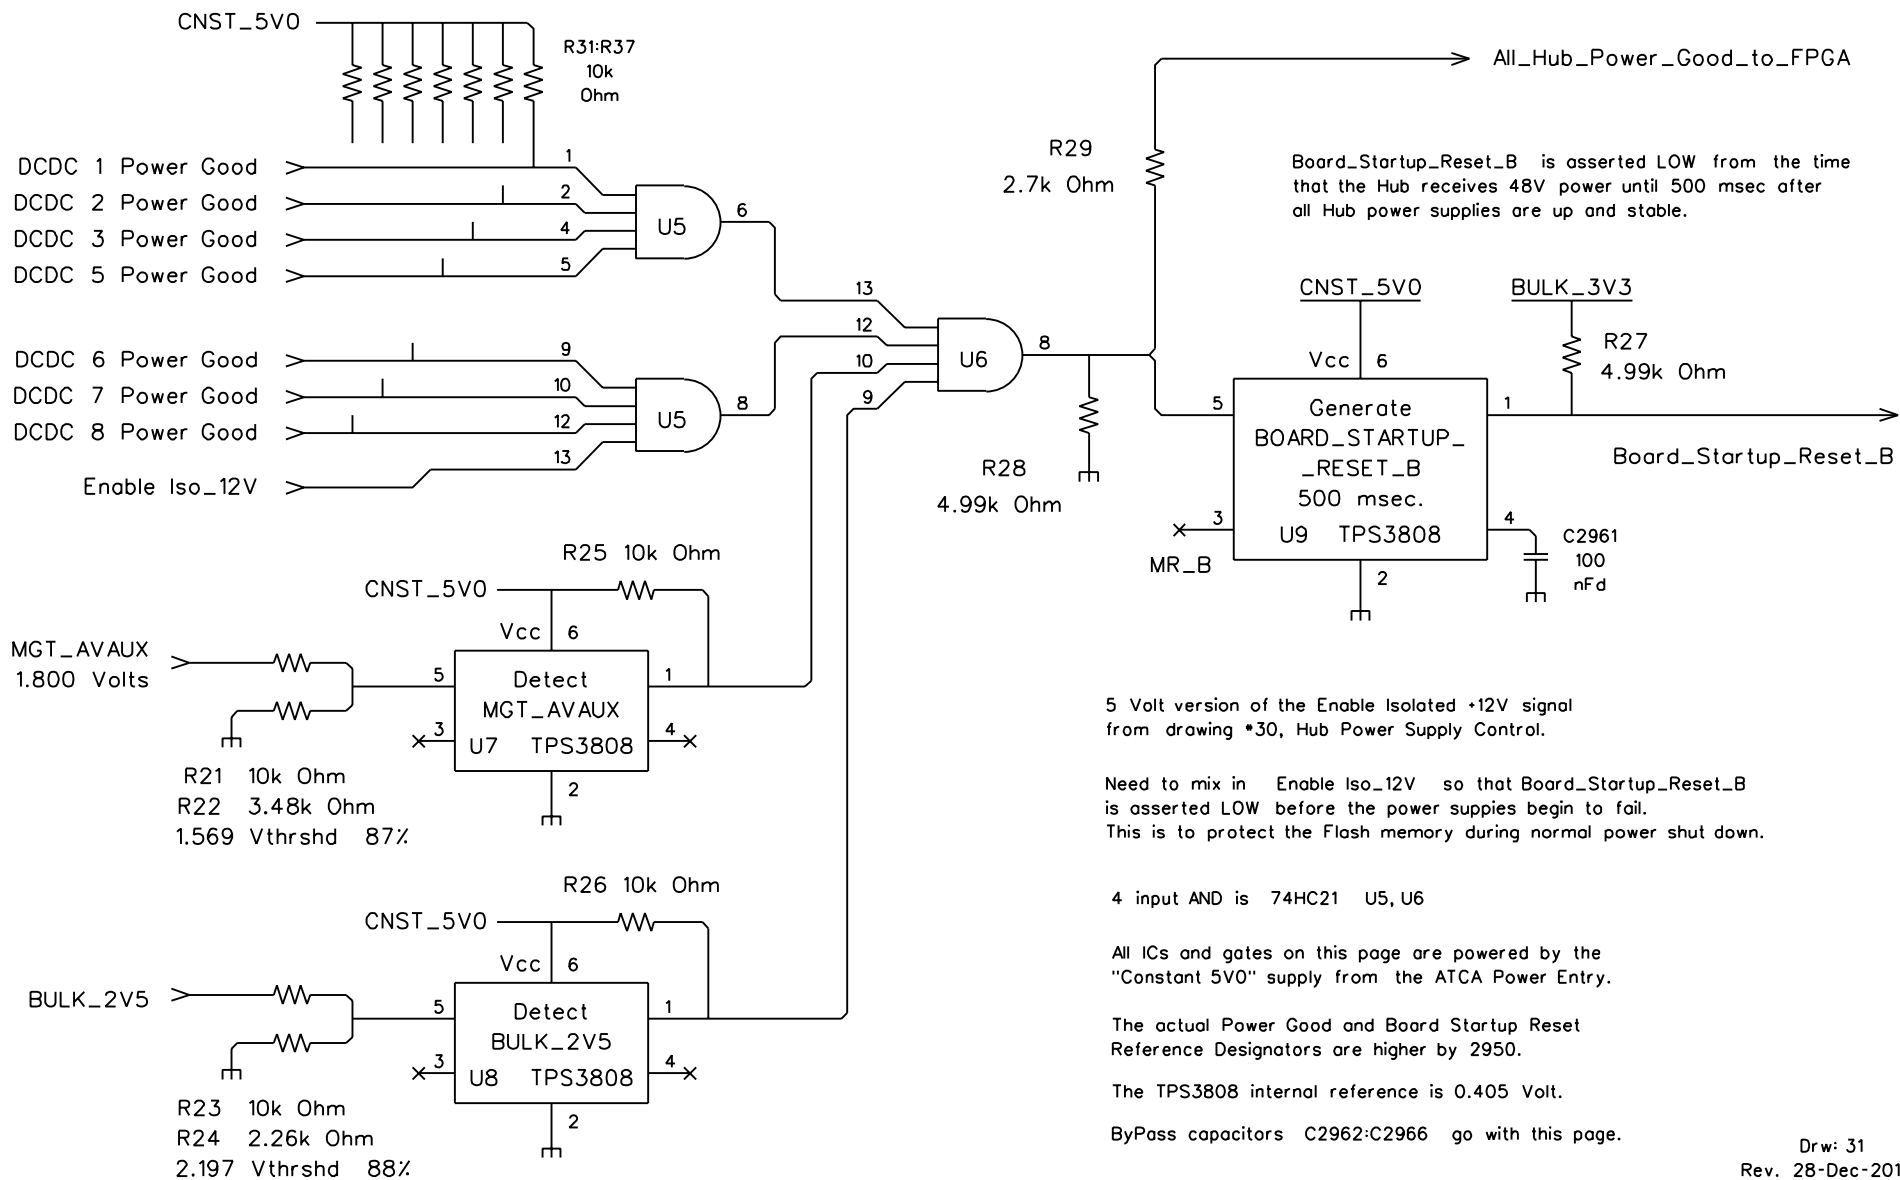 CNST_5V0
R31:R37
10k
Ohm
DCDC 1 Power Good
DCDC 2 Power Good
DCDC 3 Power Good
DCDC 5 Power Good
1
2
4
5
U5
6
DCDC 6 Power Good
DCDC 7 Power Good
DCDC 8 Power Good
Enable Iso_12V
9
10
12
13
U5
8
13
12
10
9
U6
8
R29
2.7k Ohm
R28
4.99k Ohm
All_Hub_Power_Good_to_FPGA
Board_Startup_Reset_B is asserted LOW from the time
that the Hub receives 48V power until 500 msec after
all Hub power supplies are up and stable.
CNST_5V0
BULK_3V3
Vcc 6
R27
4.99k Ohm
5
1
Generate
BOARD_STARTUP_
_RESET_B
500 msec.
U9 TPS3808
3
MR_B
4
2
C2961
100
nFd
Board_Startup_Reset_B
R25 10k Ohm
CNST_5V0
Vcc 6
MGT_AVAUX
1.800 Volts
5
1
Detect
MGT_AVAUX
3
4
U7 TPS3808
2
R21 10k Ohm
R22 3.48k Ohm
1.569 Vthrshd 87%
R26 10k Ohm
CNST_5V0
Vcc 6
BULK_2V5
5
1
Detect
BULK_2V5
3
4
U8 TPS3808
2
R23 10k Ohm
R24 2.26k Ohm
2.197 Vthrshd 88%
5 Volt version of the Enable Isolated +12V signal
from drawing #30, Hub Power Supply Control.
Need to mix in Enable Iso_12V so that Board_Startup_Reset_B
is asserted LOW before the power suppies begin to fail.
This is to protect the Flash memory during normal power shut down.
4 input AND is 74HC21 U5, U6
All ICs and gates on this page are powered by the
"Constant 5V0" supply from the ATCA Power Entry.
The actual Power Good and Board Startup Reset
Reference Designators are higher by 2950.
The TPS3808 internal reference is 0.405 Volt.
ByPass capacitors C2962:C2966 go with this page.
Drw: 31
Rev. 28-Dec-201